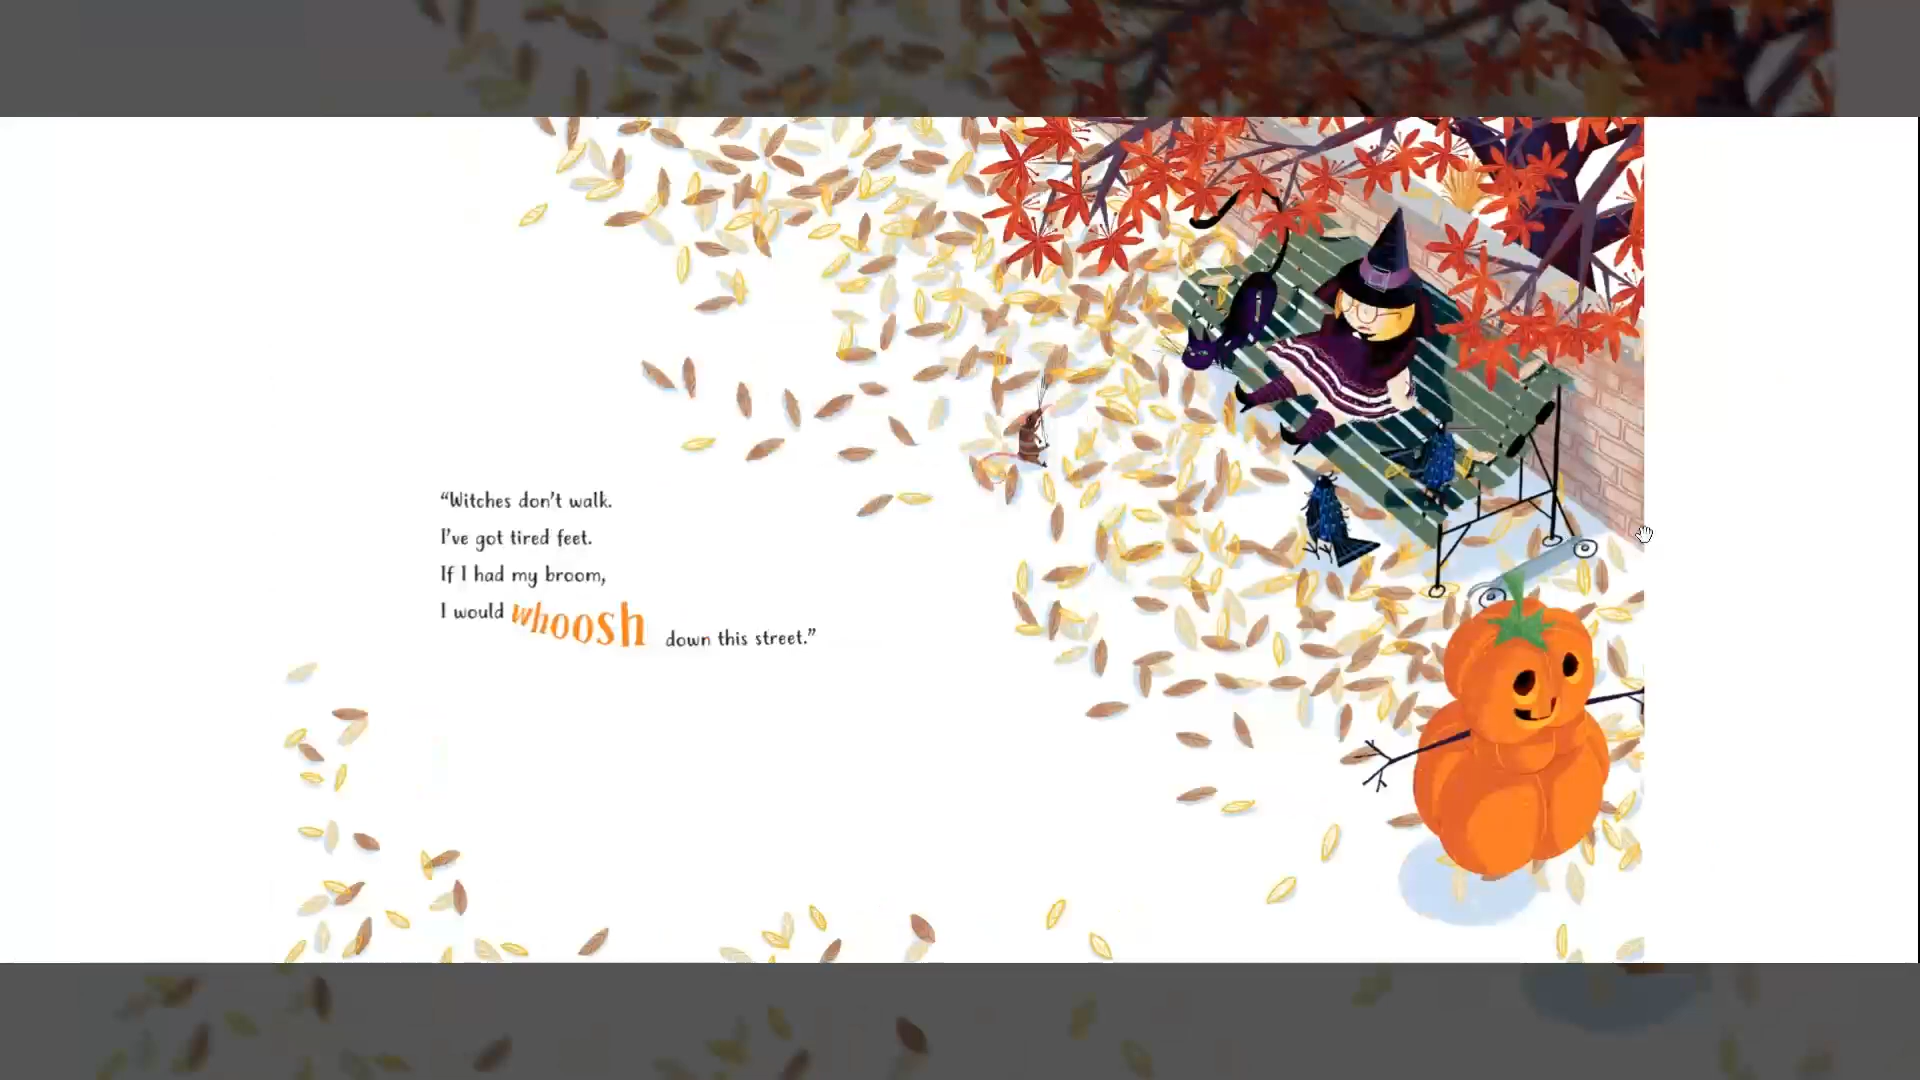 “Witches don’t walk.
I’ve got tired feet.
If I had my broom,
I would whoosh down this street.”